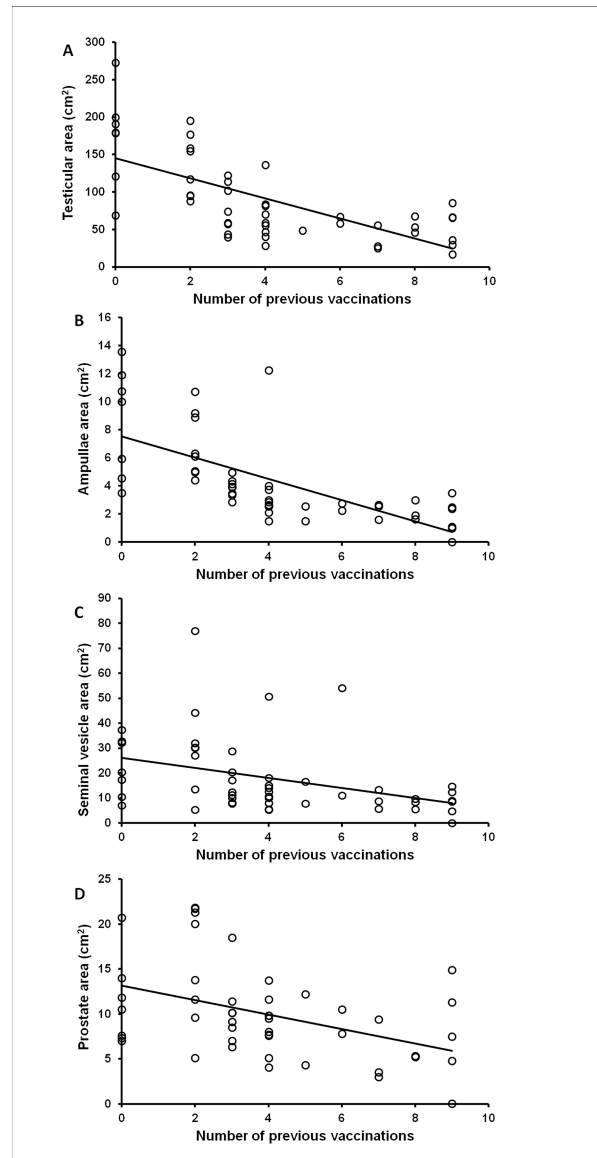 A
Testicular area (cm²)
300
250
200
150
100
50
0
0 2 4 6 8 10
Number of previous vaccinations
B
Ampullae area (cm²)
16
14
12
10
8
6
4
2
0
0 2 4 6 8 10
Number of previous vaccinations
C
Seminal vesicle area (cm²)
90
80
70
60
50
40
30
20
10
0
0 2 4 6 8 10
Number of previous vaccinations
D
Prostate area (cm²)
25
20
15
10
5
0
0 2 4 6 8 10
Number of previous vaccinations